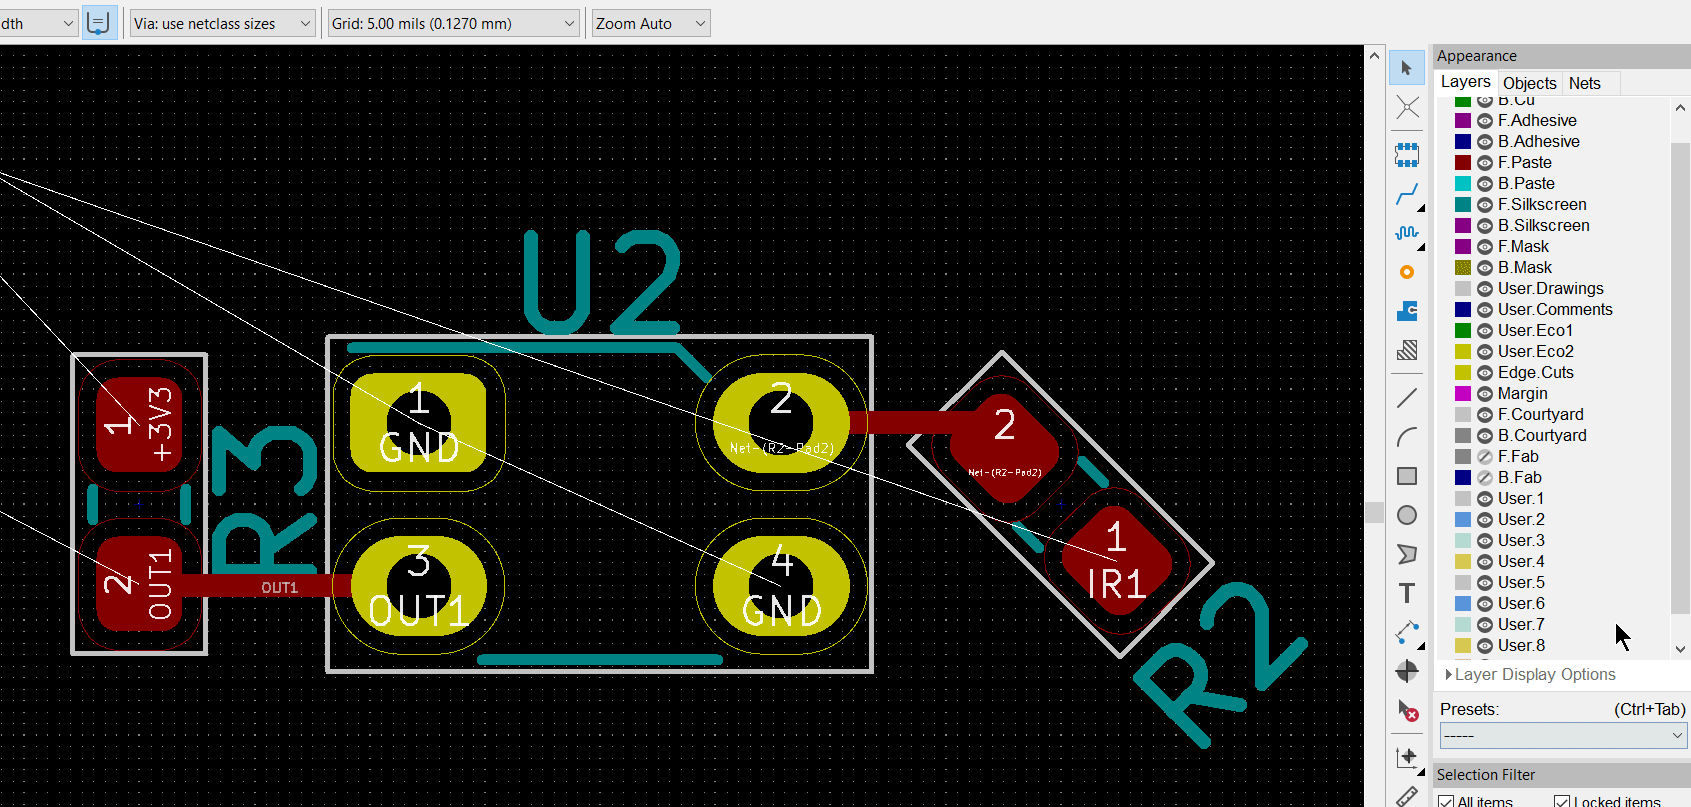 dth
Via: use netclass sizes
Grid: 5.00 mils (0.1270 mm)
Zoom Auto
Appearance
Layers Objects Nets
B.Cu
F.Adhesive
B.Adhesive
F.Paste
B.Paste
F.Silkscreen
B.Silkscreen
F.Mask
B.Mask
User.Drawings
User.Comments
User.Eco1
User.Eco2
Edge.Cuts
Margin
F.Courtyard
B.Courtyard
F.Fab
B.Fab
User.1
User.2
User.3
User.4
User.5
User.6
User.7
User.8
Layer Display Options
Presets: (Ctrl+Tab)
-----
Selection Filter
All items Locked items
U2
1
+3V3
R3
2
OUT1
OUT1
1
GND
2
Net-(R2-Pad2)
3
OUT1
4
GND
2
Net-(R2-Pad2)
1
IR1
R2